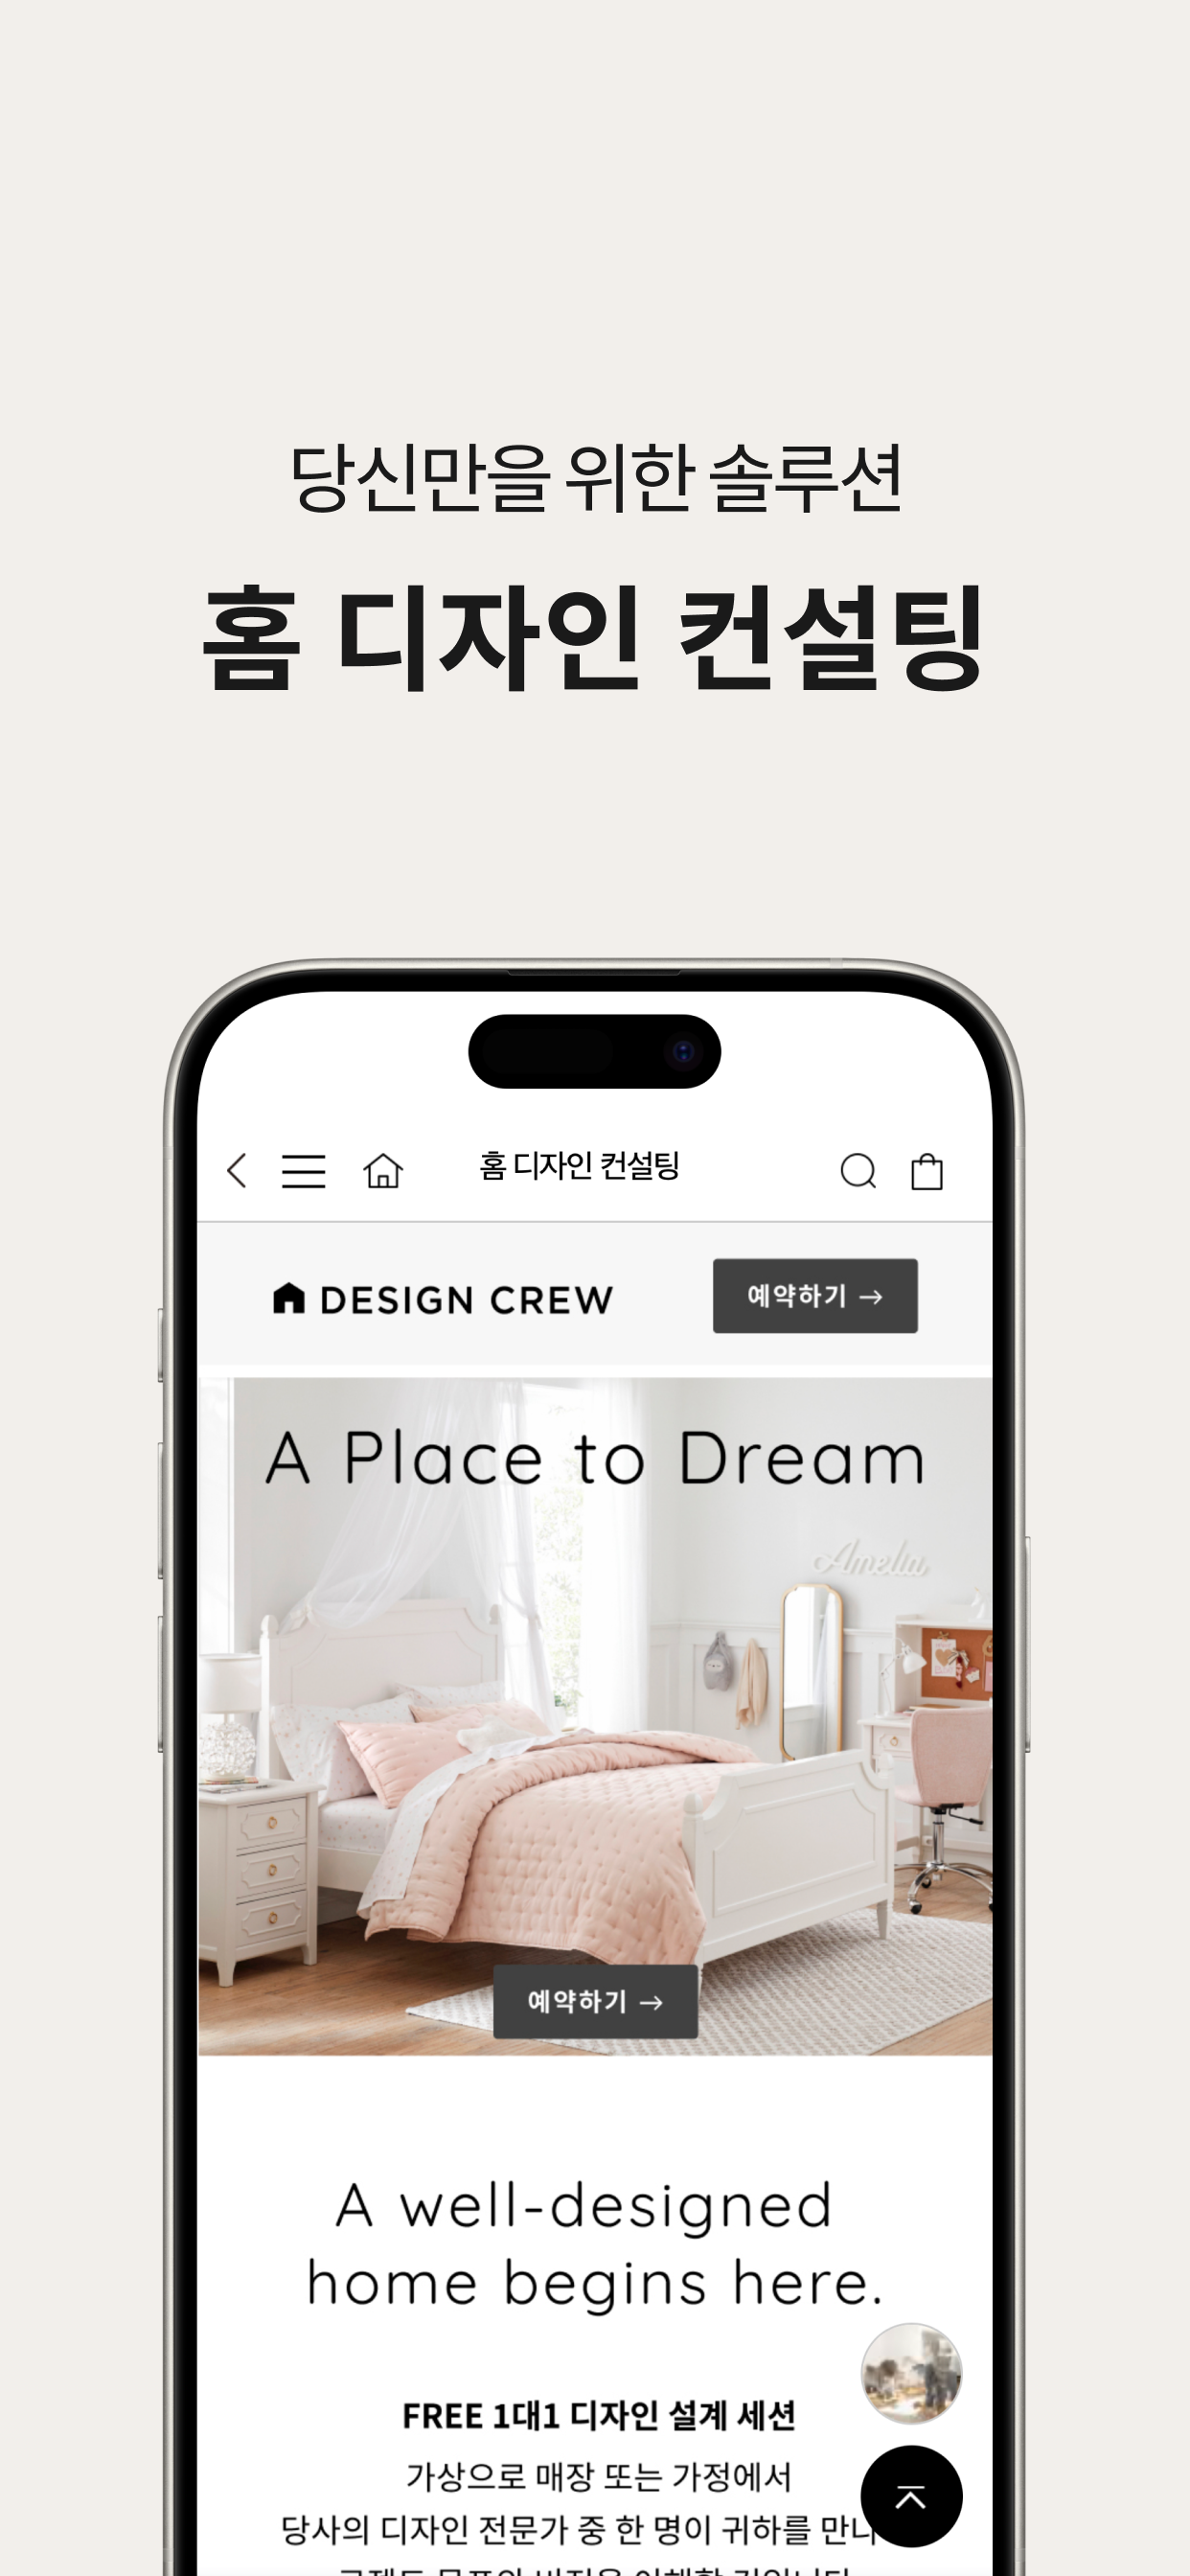 당신만을 위한 솔루션
홈 디자인 컨설팅
홈 디자인 컨설팅
DESIGN CREW
예약하기 →
A Place to Dream
Amelia
예약하기 →
A well-designed
home begins here.
FREE 1대1 디자인 설계 세션
가상으로 매장 또는 가정에서
당사의 디자인 전문가 중 한 명이 귀하를